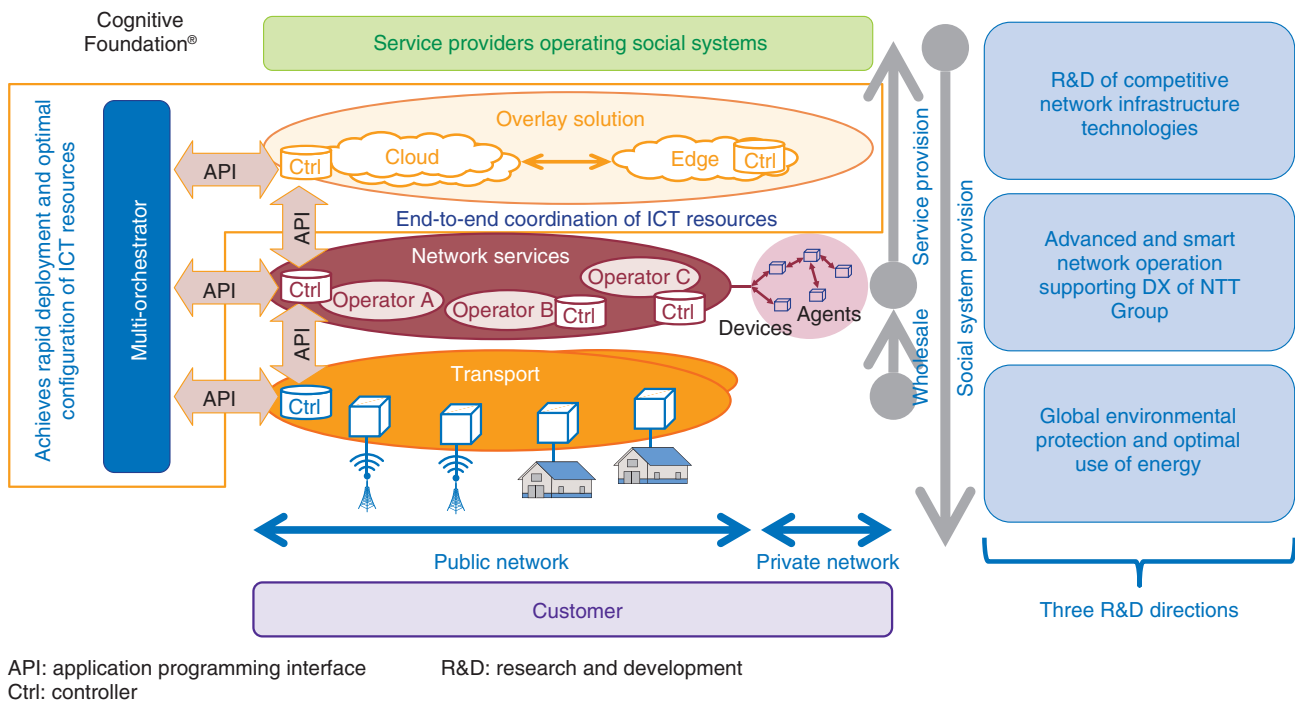 Cognitive
Foundation®
Service providers operating social systems
Achieves rapid deployment and optimal
configuration of ICT resources
Multi-orchestrator
API
Ctrl
Overlay solution
Cloud
Edge
Ctrl
API
End-to-end coordination of ICT resources
API
Ctrl
Network services
Operator A
Operator B
Ctrl
Operator C
Ctrl
Devices
Agents
API
API
Ctrl
Transport
Public network
Private network
Customer
Service provision
Wholesale
Social system provision
R&D of competitive
network infrastructure
technologies
Advanced and smart
network operation
supporting DX of NTT
Group
Global environmental
protection and optimal
use of energy
Three R&D directions
API: application programming interface
Ctrl: controller
R&D: research and development